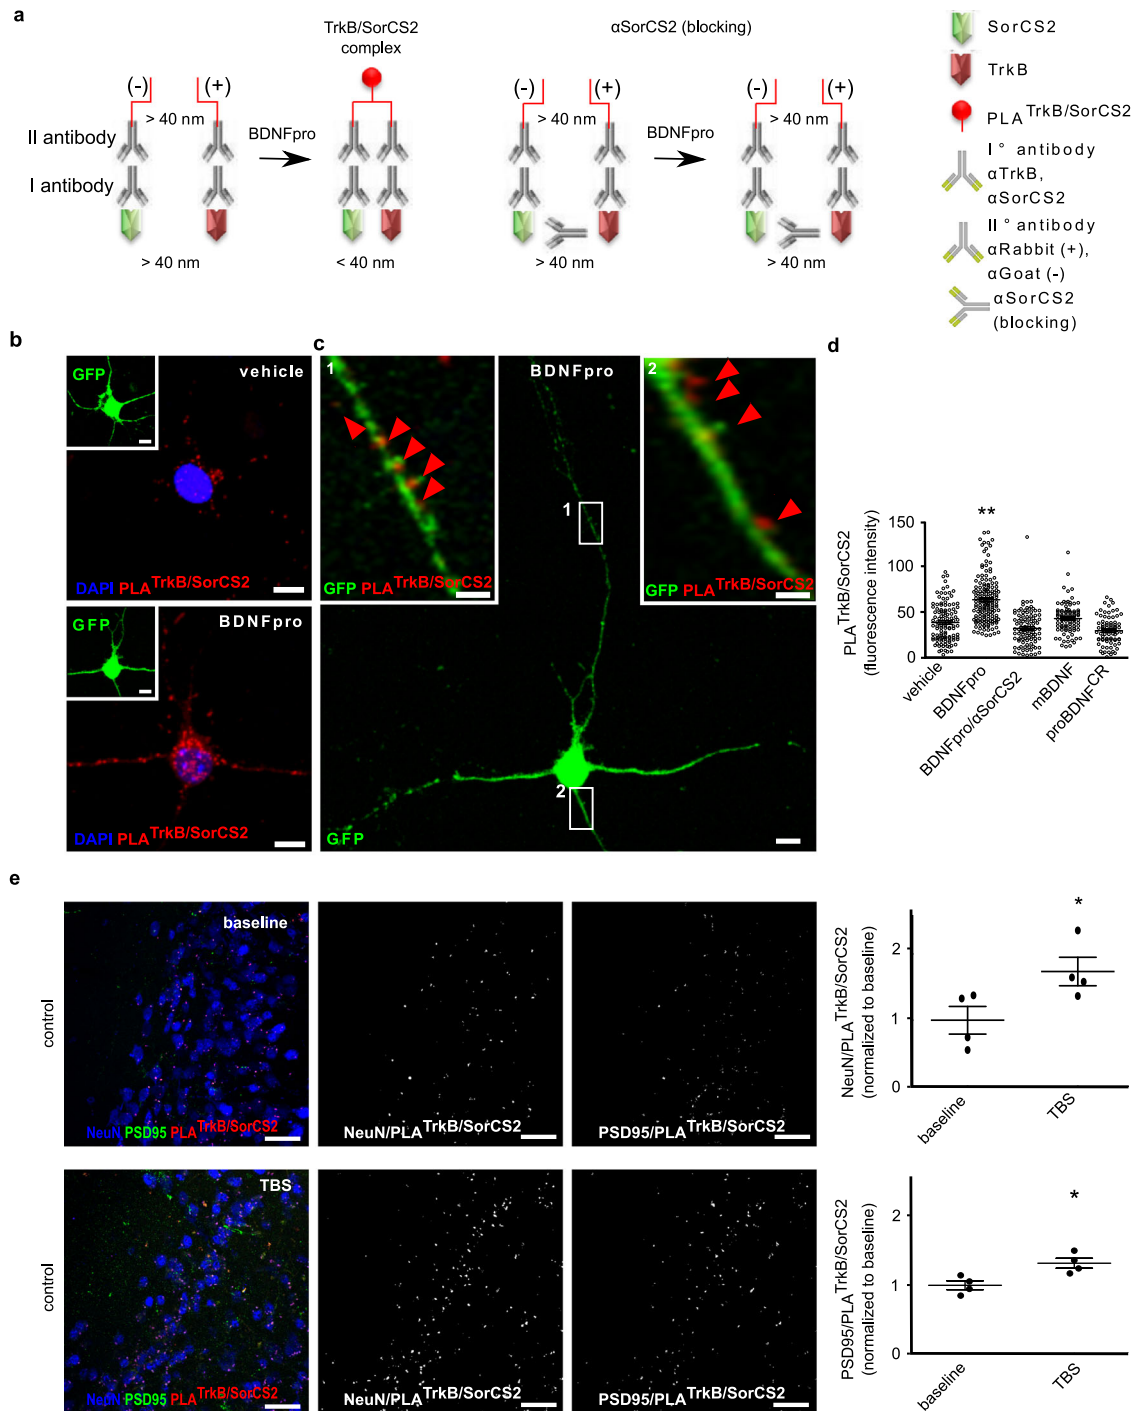 a
TrkB/SorCS2
complex
αSorCS2 (blocking)
(-)
(+)
(-)
(+)
(-)
(+)
> 40 nm
> 40 nm
> 40 nm
II antibody
BDNFpro
BDNFpro
I antibody
> 40 nm
< 40 nm
> 40 nm
> 40 nm
SorCS2
TrkB
PLA TrkB/SorCS2
I° antibody
αTrkB,
αSorCS2
II° antibody
αRabbit (+),
αGoat (-)
αSorCS2
(blocking)
b
GFP
vehicle
DAPI PLA TrkB/SorCS2
GFP
BDNFpro
DAPI PLA TrkB/SorCS2
c
1
BDNFpro
2
GFP PLA TrkB/SorCS2
GFP PLA TrkB/SorCS2
1
2
GFP
d
PLA TrkB/SorCS2
(fluorescence intensity)
150
100
50
0
**
vehicle
BDNFpro
BDNFpro/αSorCS2
mBDNF
proBDNF CR
e
control
baseline
NeuN PSD95 PLA TrkB/SorCS2
NeuN/PLA TrkB/SorCS2
PSD95/PLA TrkB/SorCS2
NeuN/PLA TrkB/SorCS2
(normalized to baseline)
2
1
0
*
baseline
TBS
control
TBS
NeuN PSD95 PLA TrkB/SorCS2
NeuN/PLA TrkB/SorCS2
PSD95/PLA TrkB/SorCS2
PSD95/PLA TrkB/SorCS2
(normalized to baseline)
2
1
0
*
baseline
TBS